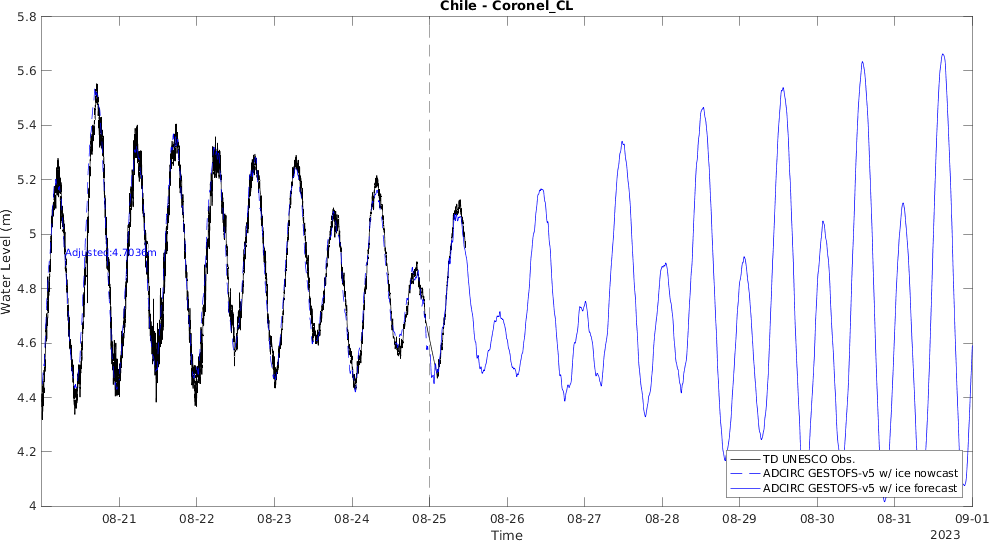 Chile - Coronel_CL
5.8
5.6
5.4
5.2
5
4.8
4.6
4.4
4.2
4
Water Level (m)
Adjusted:4.7036m
TD UNESCO Obs.
ADCIRC GESTOFS-v5 w/ ice nowcast
ADCIRC GESTOFS-v5 w/ ice forecast
08-21 08-22 08-23 08-24 08-25 08-26 08-27 08-28 08-29 08-30 08-31 09-01
Time
2023